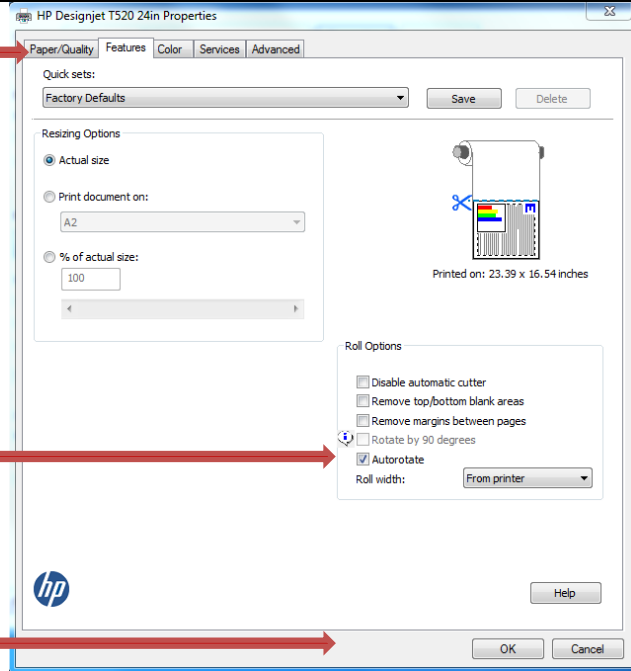 HP Designjet T520 24in Properties
Paper/Quality Features Color Services Advanced
Quick sets:
Factory Defaults
Save
Delete
Resizing Options
Actual size
Print document on:
A2
% of actual size:
100
E
Printed on: 23.39 x 16.54 inches
Roll Options
Disable automatic cutter
Remove top/bottom blank areas
Remove margins between pages
Rotate by 90 degrees
Autorotate
Roll width: From printer
hp
Help
OK Cancel